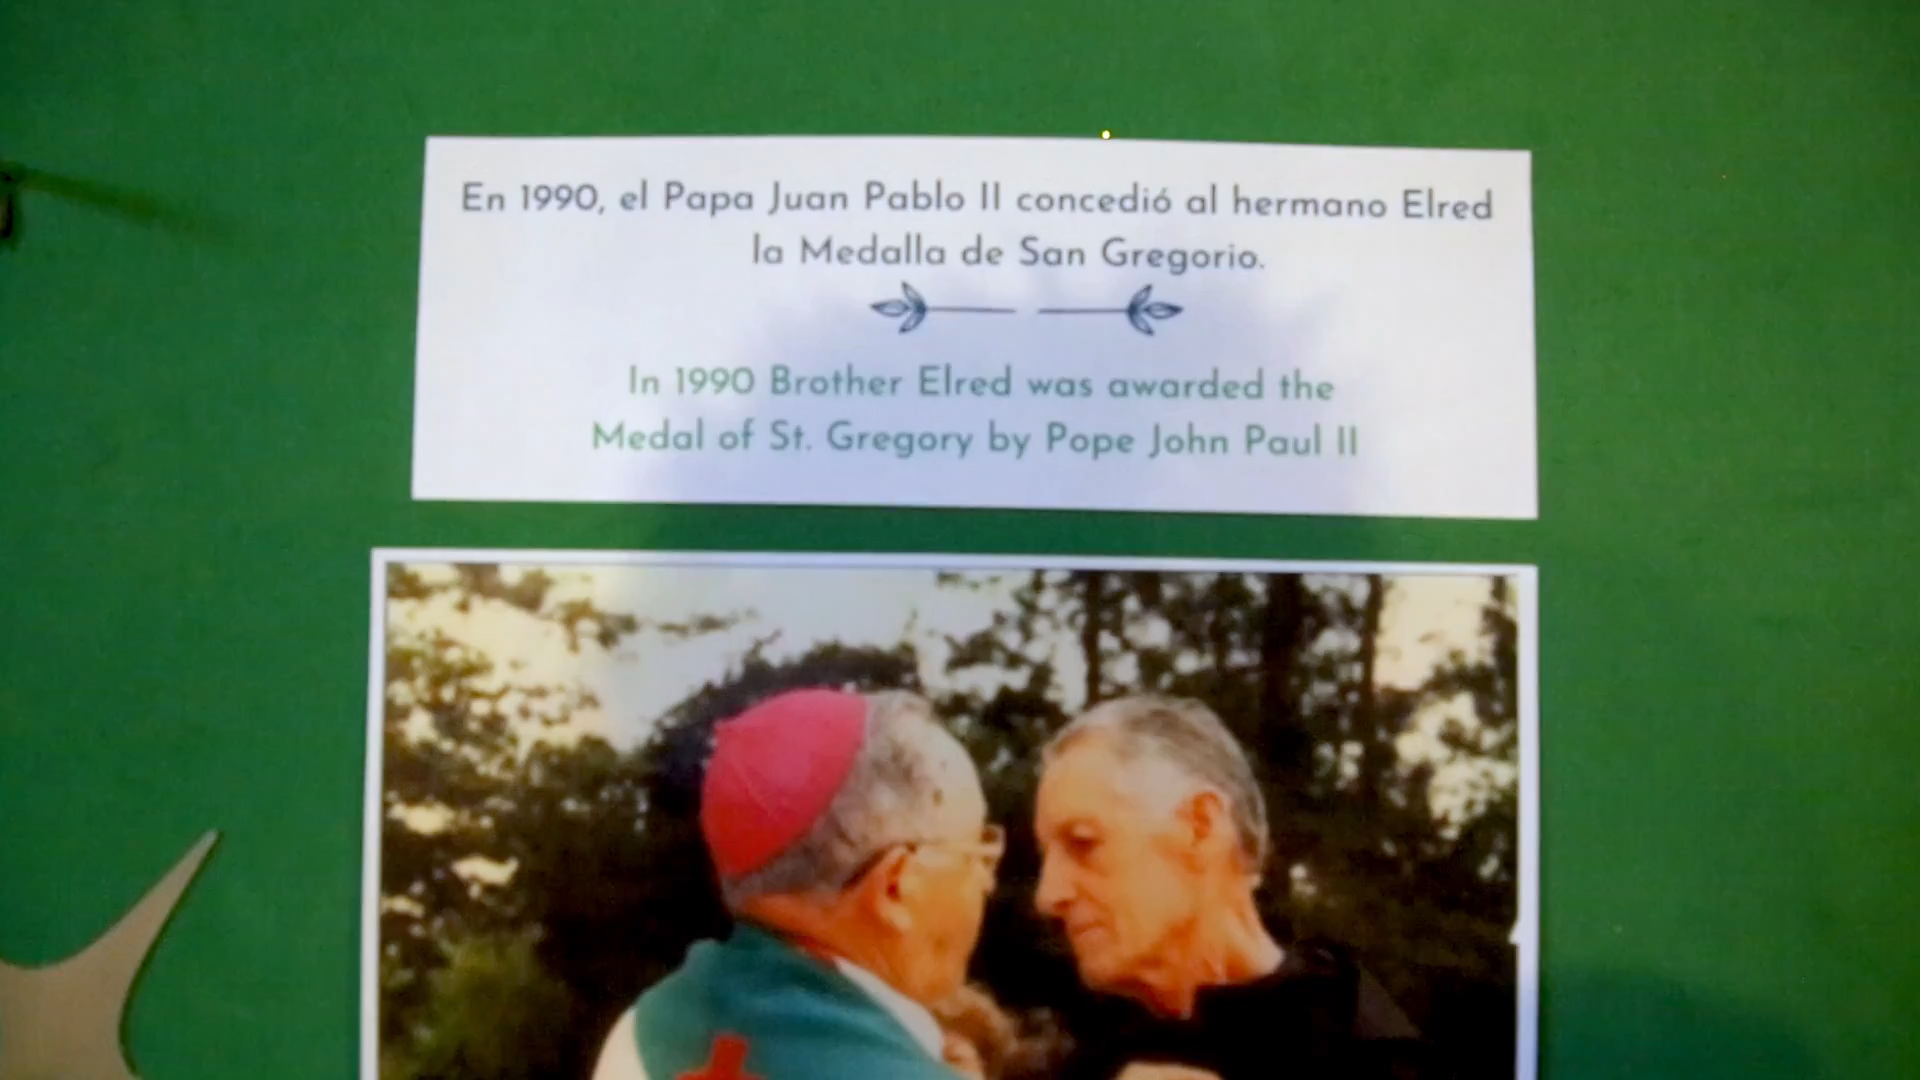 En 1990, el Papa Juan Pablo II concedió al hermano Elred
la Medalla de San Gregorio.
In 1990 Brother Elred was awarded the
Medal of St. Gregory by Pope John Paul II